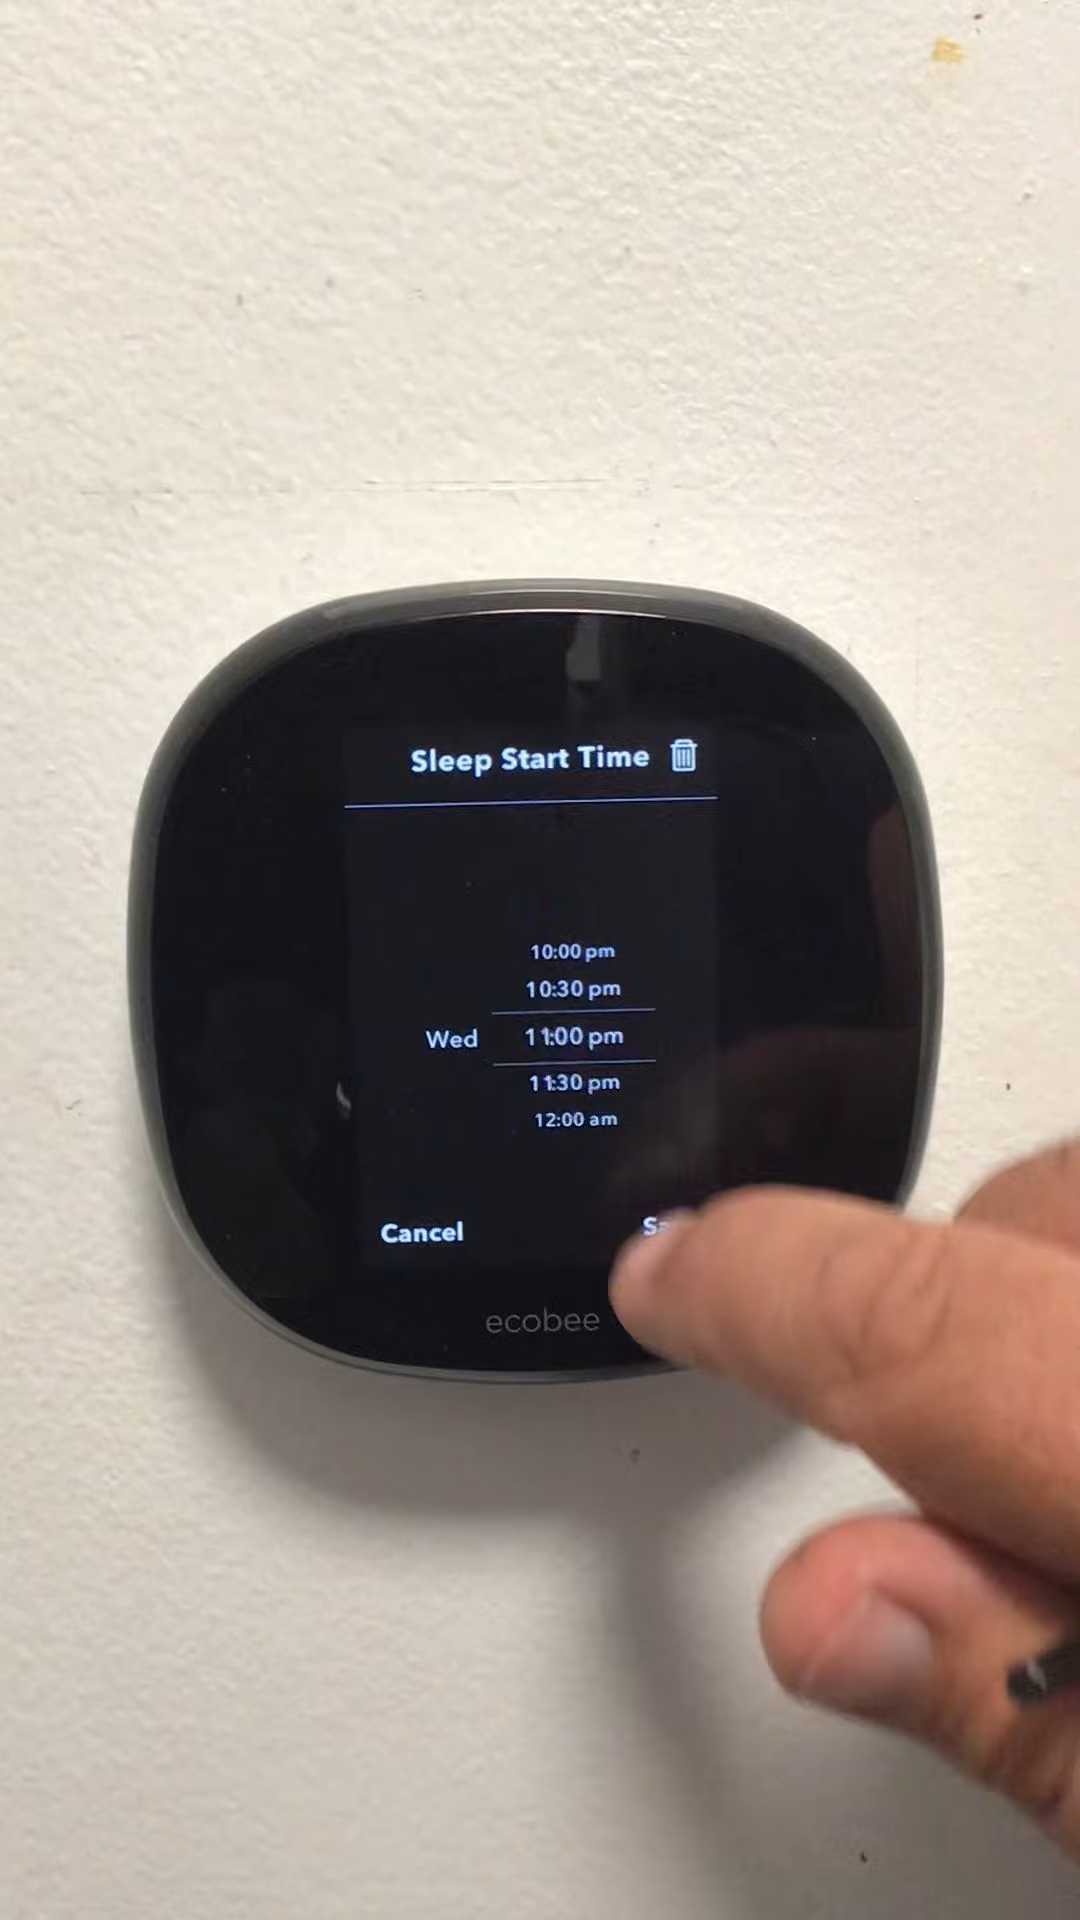 Sleep Start Time
10:00 pm
10:30 pm
Wed 11:00 pm
11:30 pm
12:00 am
Cancel
ecobee